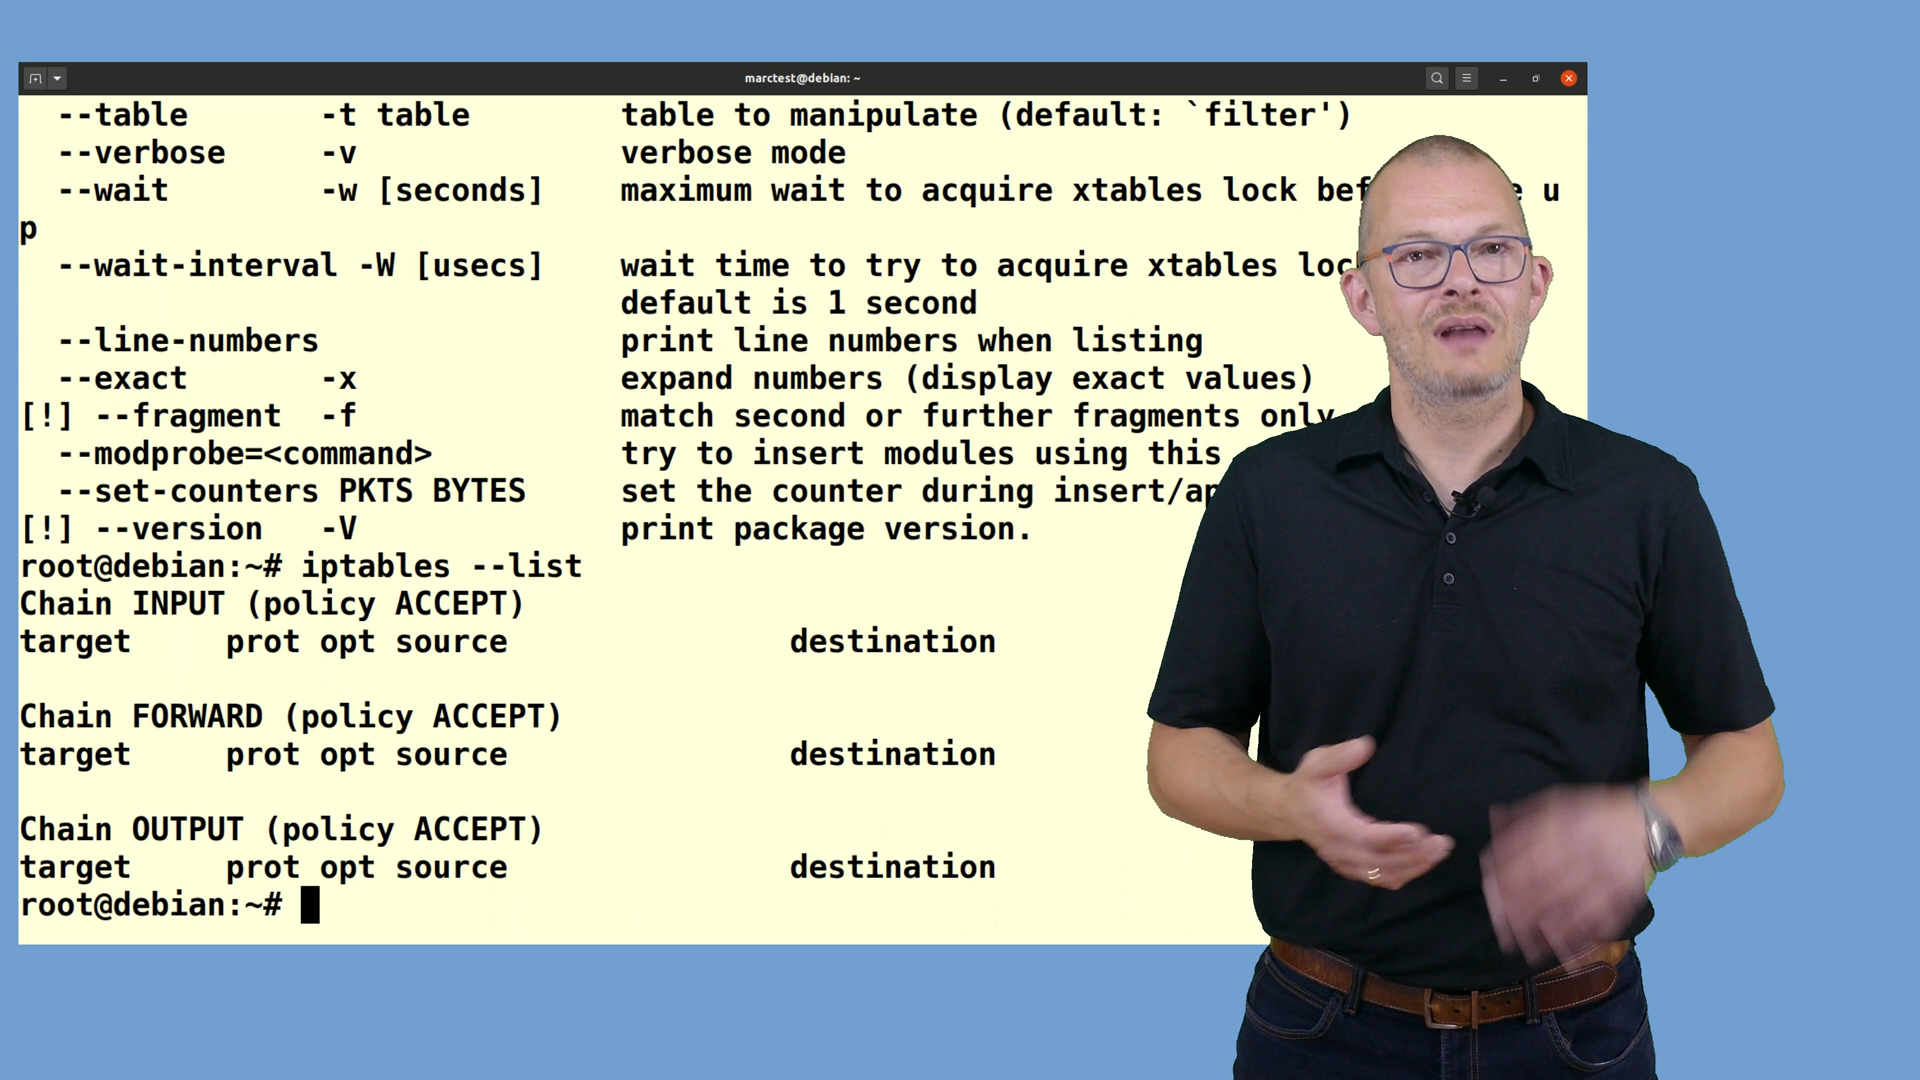 marctest@debian: ~
--table -t table table to manipulate (default: `filter')
--verbose -v verbose mode
--wait -w [seconds] maximum wait to acquire xtables lock u
p
--wait-interval -W [usecs] wait time to try to acquire xtables
default is 1 second
--line-numbers print line numbers when listing
--exact -x expand numbers (display exact values)
[!] --fragment -f match second or further fragments only
--modprobe=<command> try to insert modules using this
--set-counters PKTS BYTES set the counter during
[!] --version -V print package version.
root@debian:~# iptables --list
Chain INPUT (policy ACCEPT)
target prot opt source destination
Chain FORWARD (policy ACCEPT)
target prot opt source destination
Chain OUTPUT (policy ACCEPT)
target prot opt source destination
root@debian:~#